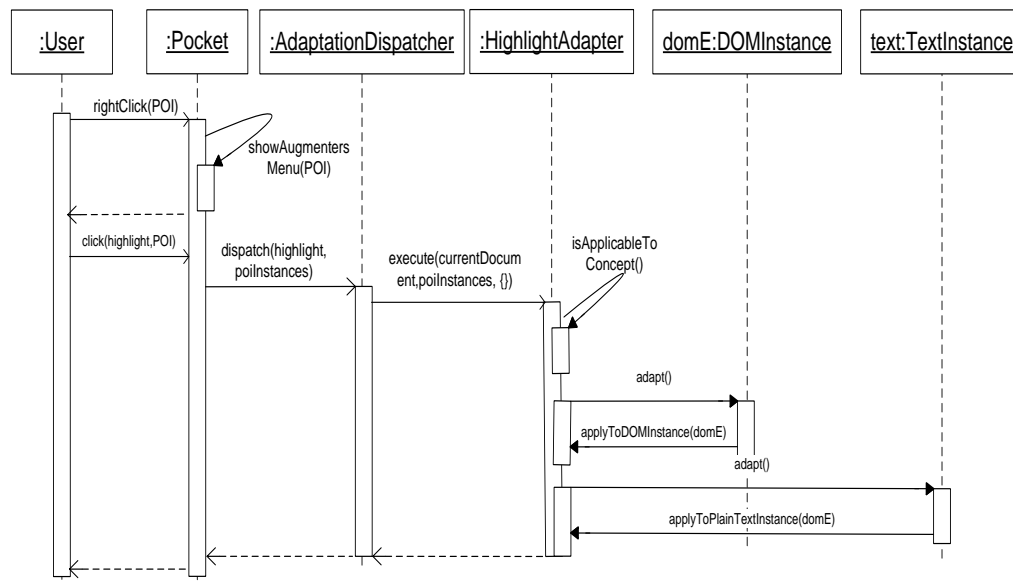 :User
:Pocket
:AdaptationDispatcher
:HighlightAdapter
domE:DOMInstance
text:TextInstance
rightClick(POI)
showAugmenters
Menu(POI)
click(highlight,POI)
dispatch(highlight,
poiInstances)
execute(currentDocum
ent,poiInstances, {})
isApplicableTo
Concept()
adapt()
applyToDOMInstance(domE)
adapt()
applyToPlainTextInstance(domE)